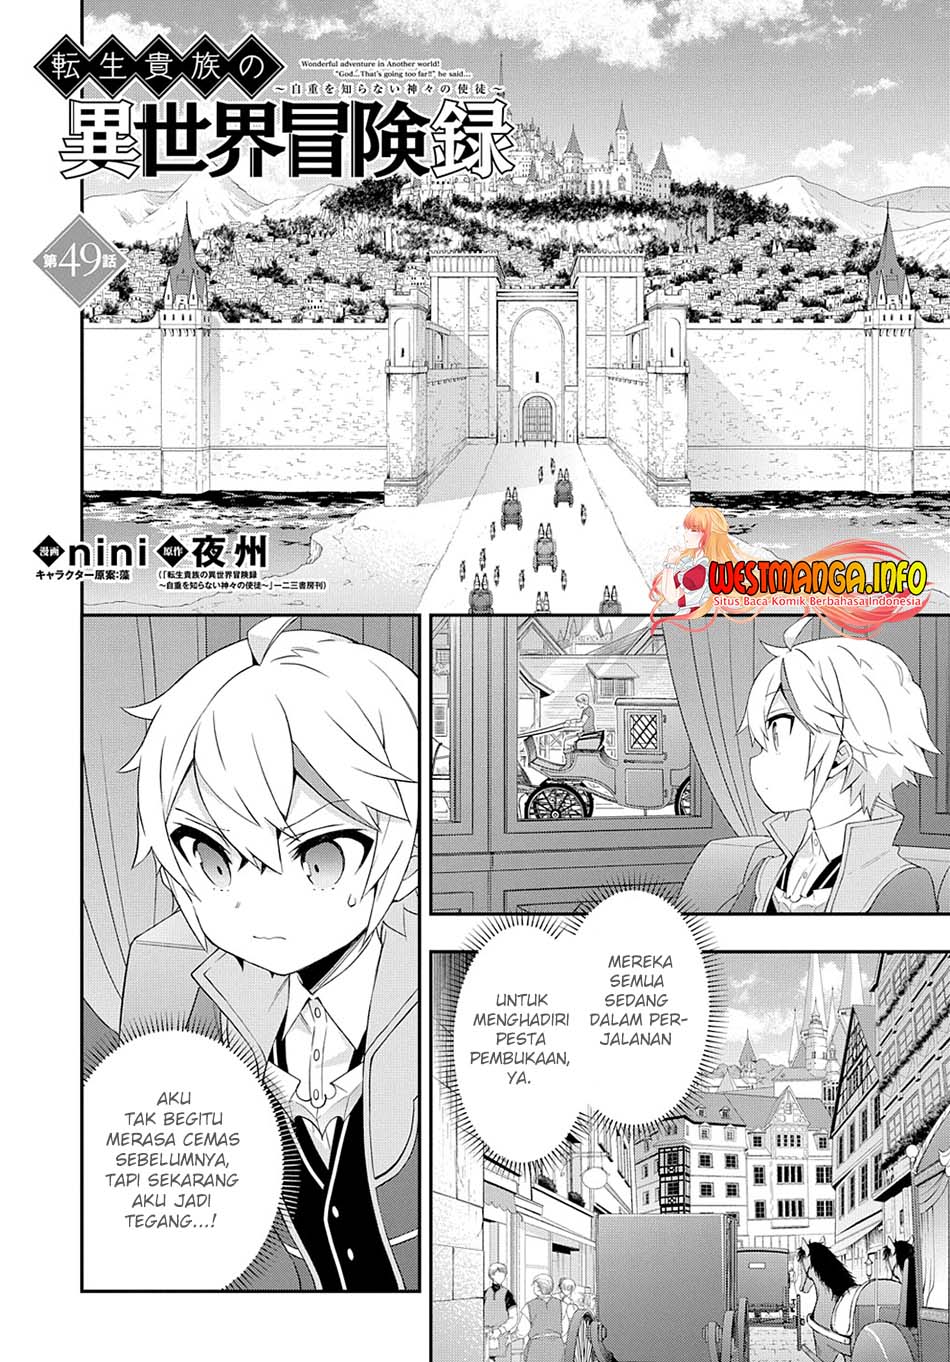 転生貴族の
Wonderful adventure in Another world!
"God...That's going too far!!" he said...
～自重を知らない神々の使徒～
異世界冒険録
第49話
漫画 nini 原作 夜州
キャラクター原案:藻
(「転生貴族の異世界冒険録
～自重を知らない神々の使徒～」一二三書房刊)
WESTMANGA.INFO
Situs Baca Komik Berbahasa Indonesia
MEREKA
SEMUA
SEDANG
DALAM PER-
JALANAN
UNTUK
MENGHADIRI
PESTA
PEMBUKAAN,
YA.
AKU
TAK BEGITU
MERASA CEMAS
SEBELUMNYA,
TAPI SEKARANG
AKU JADI
TEGANG...!